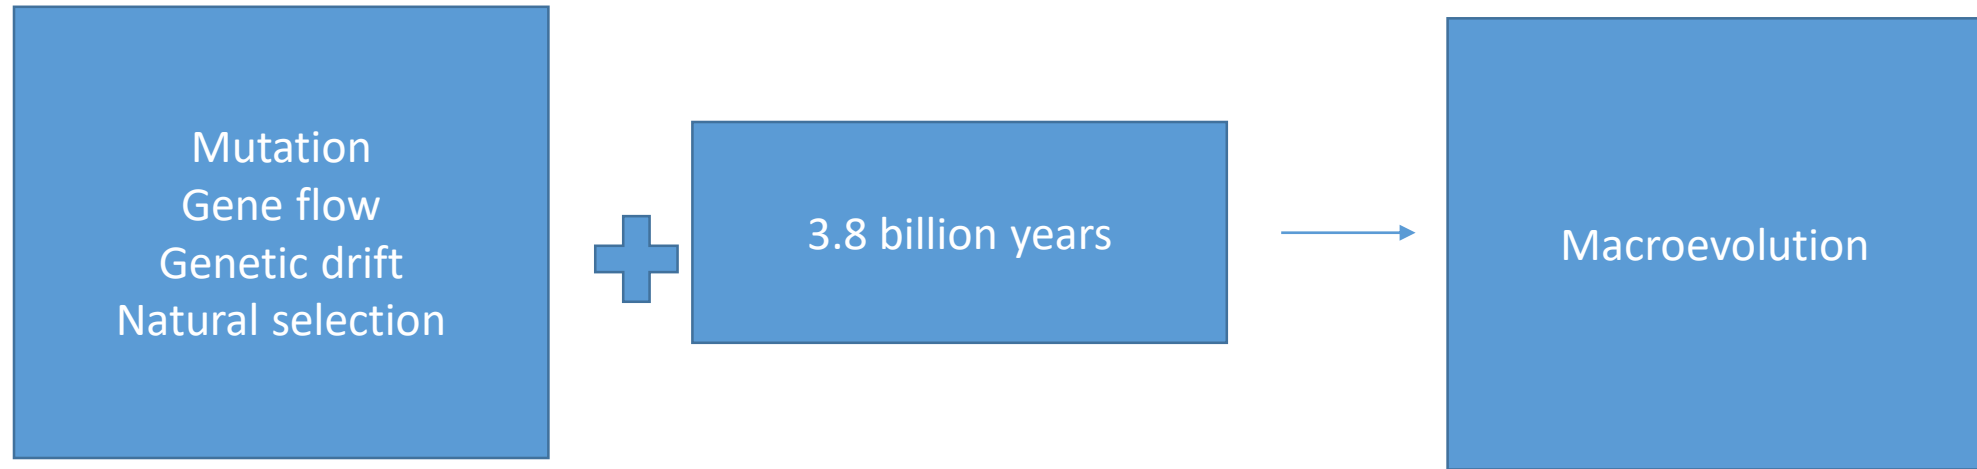 Mutation
Gene flow
Genetic drift
Natural selection
3.8 billion years
Macroevolution